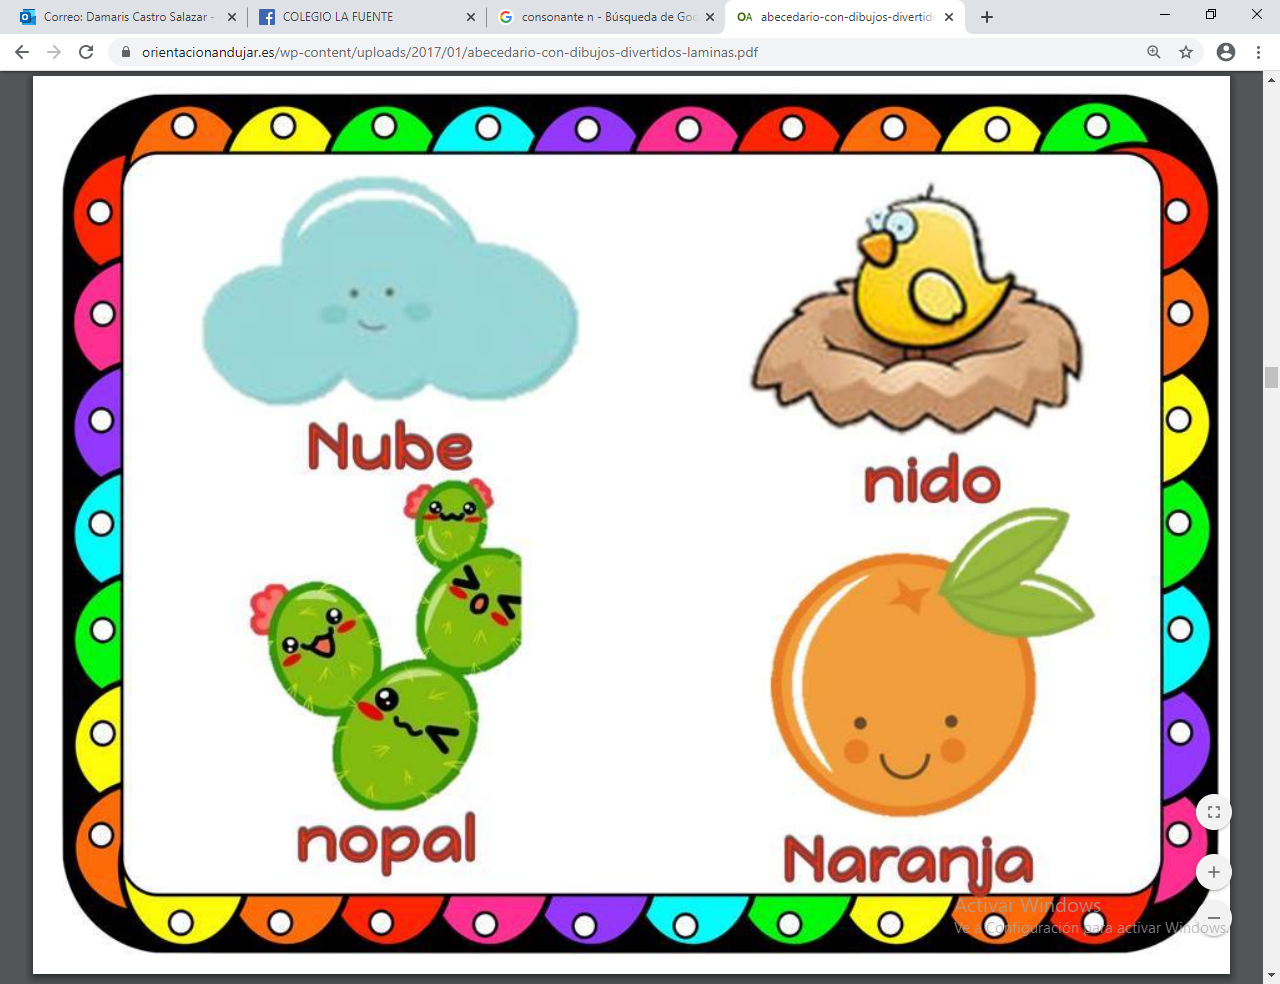 Correo: Damaris Castro Salazar -
COLEGIO LA FUENTE
consonante n - Búsqueda de Goo
abecedario-con-dibujos-divertido
orientacionandujar.es/wp-content/uploads/2017/01/abecedario-con-dibujos-divertidos-laminas.pdf
Nube
nido
nopal
Naranja
Activar Windows
Ve a Configuración para activar Windows.